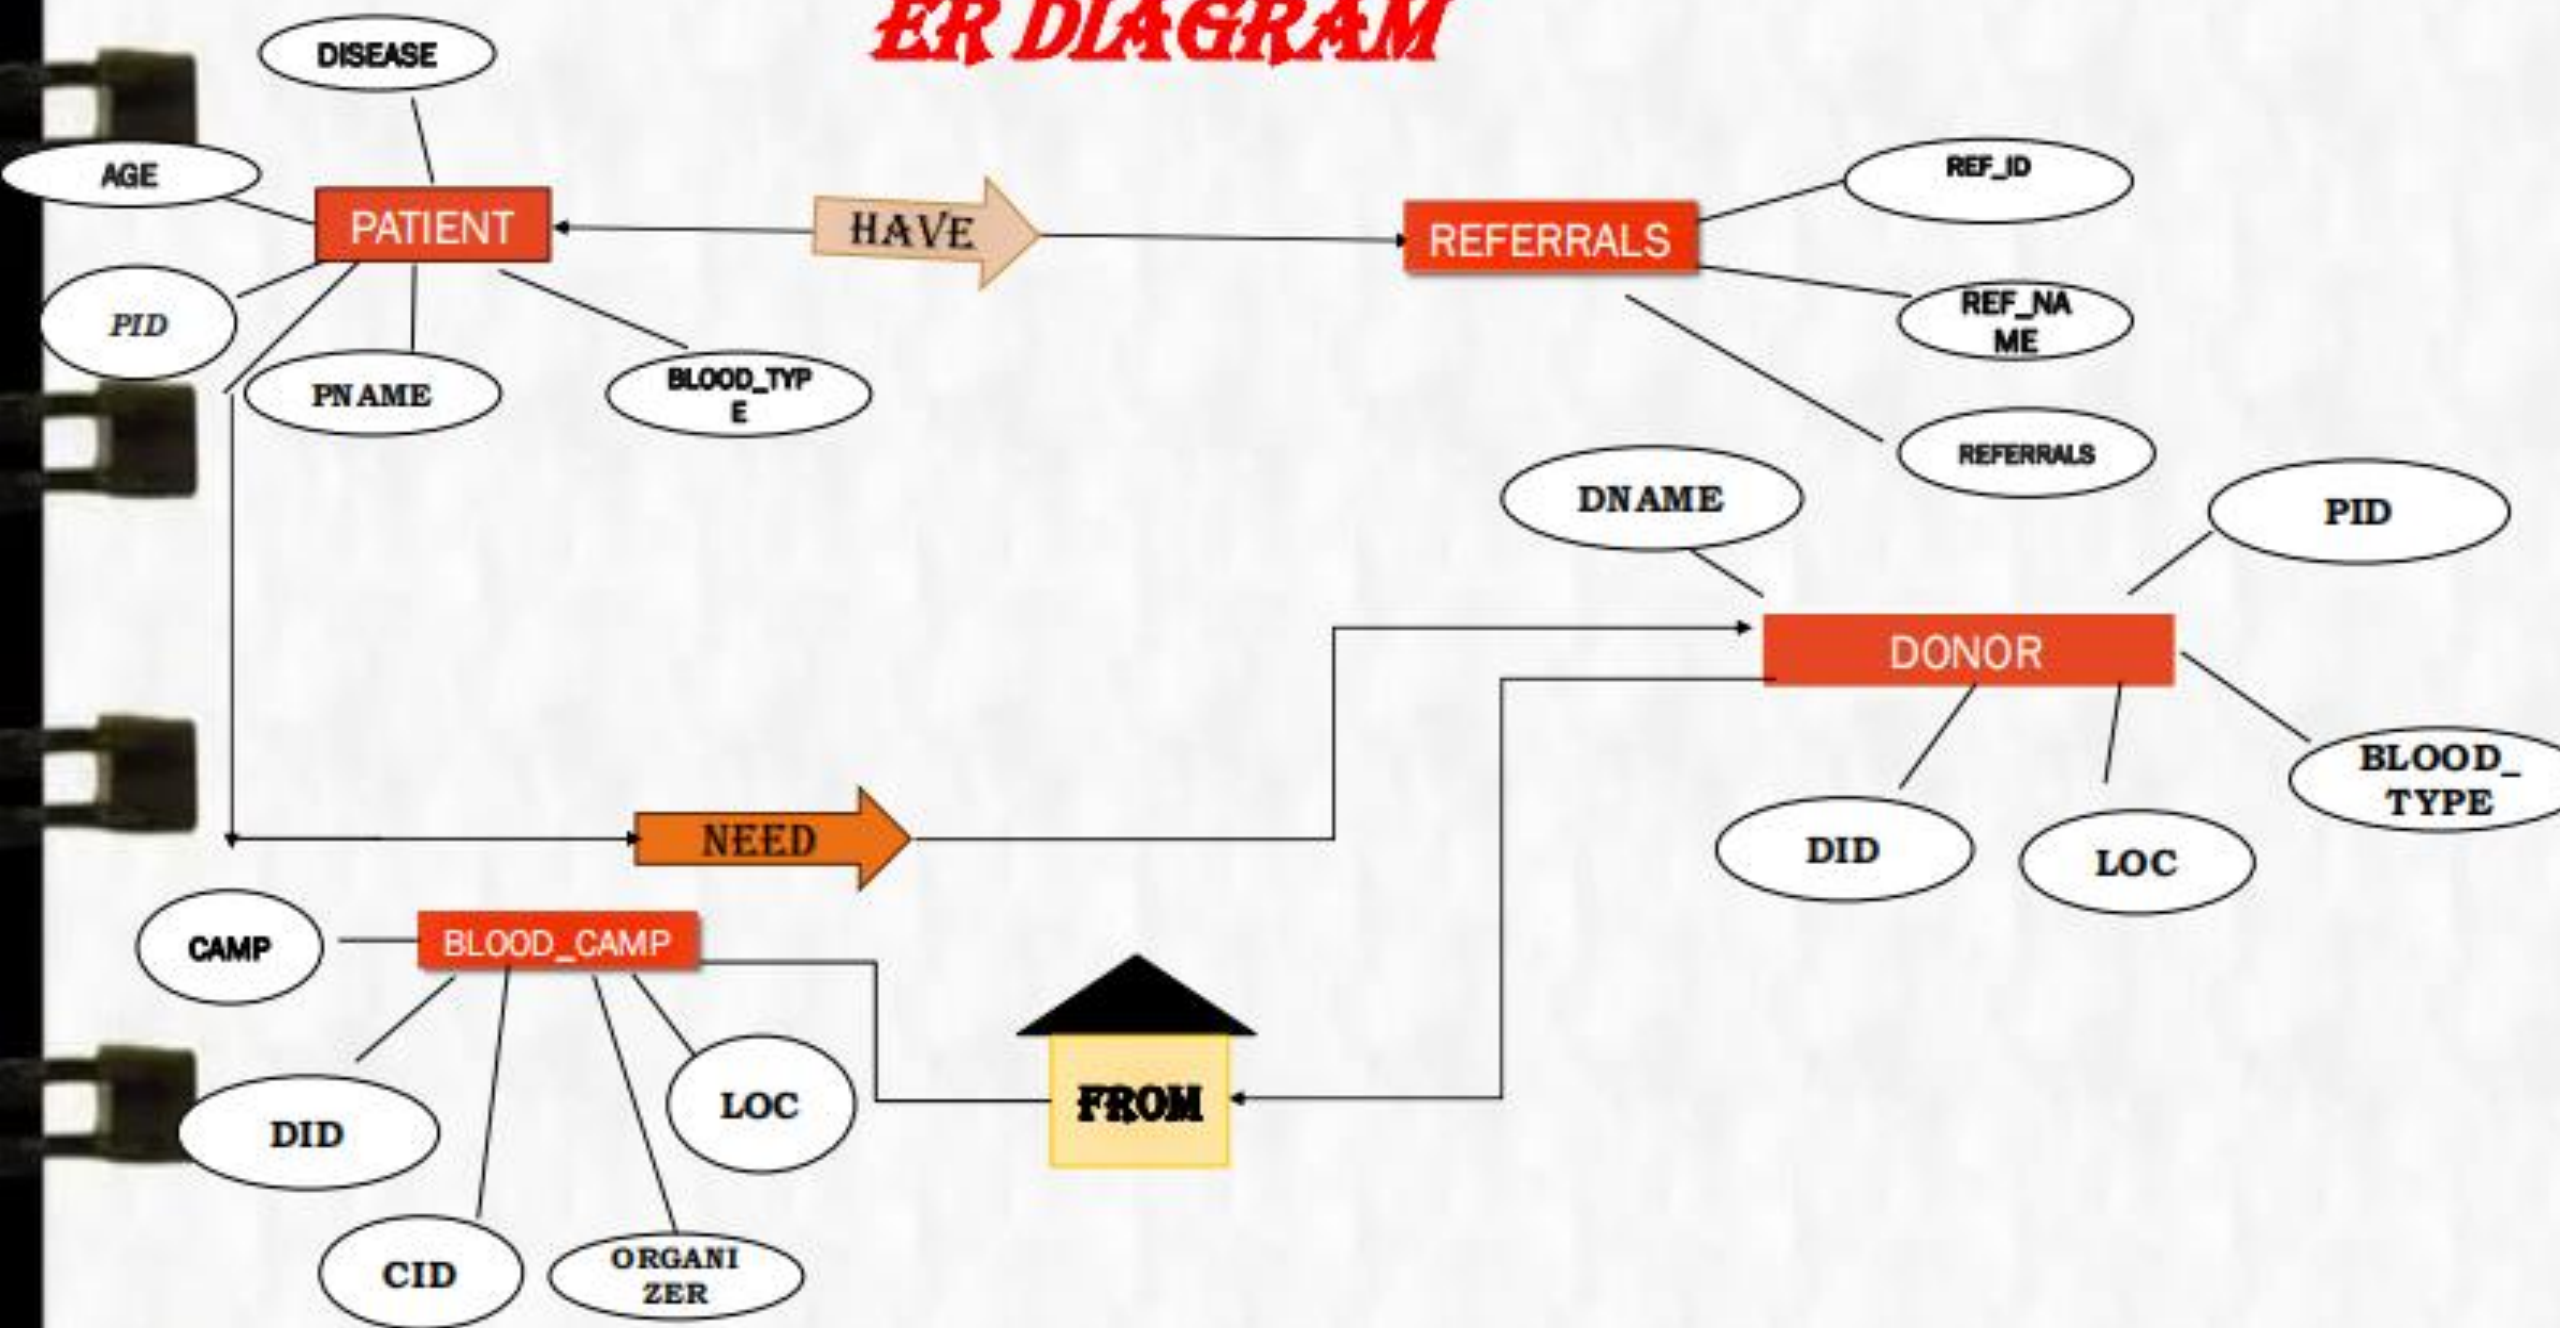 ER DIAGRAM
DISEASE
AGE
PATIENT
HAVE
REFERRALS
REF_ID
PID
REF_NA
ME
PNAME
BLOOD_TYP
E
REFERRALS
DNAME
PID
DONOR
BLOOD_
TYPE
NEED
DID
LOC
CAMP
BLOOD_CAMP
DID
LOC
FROM
CID
ORGANI
ZER